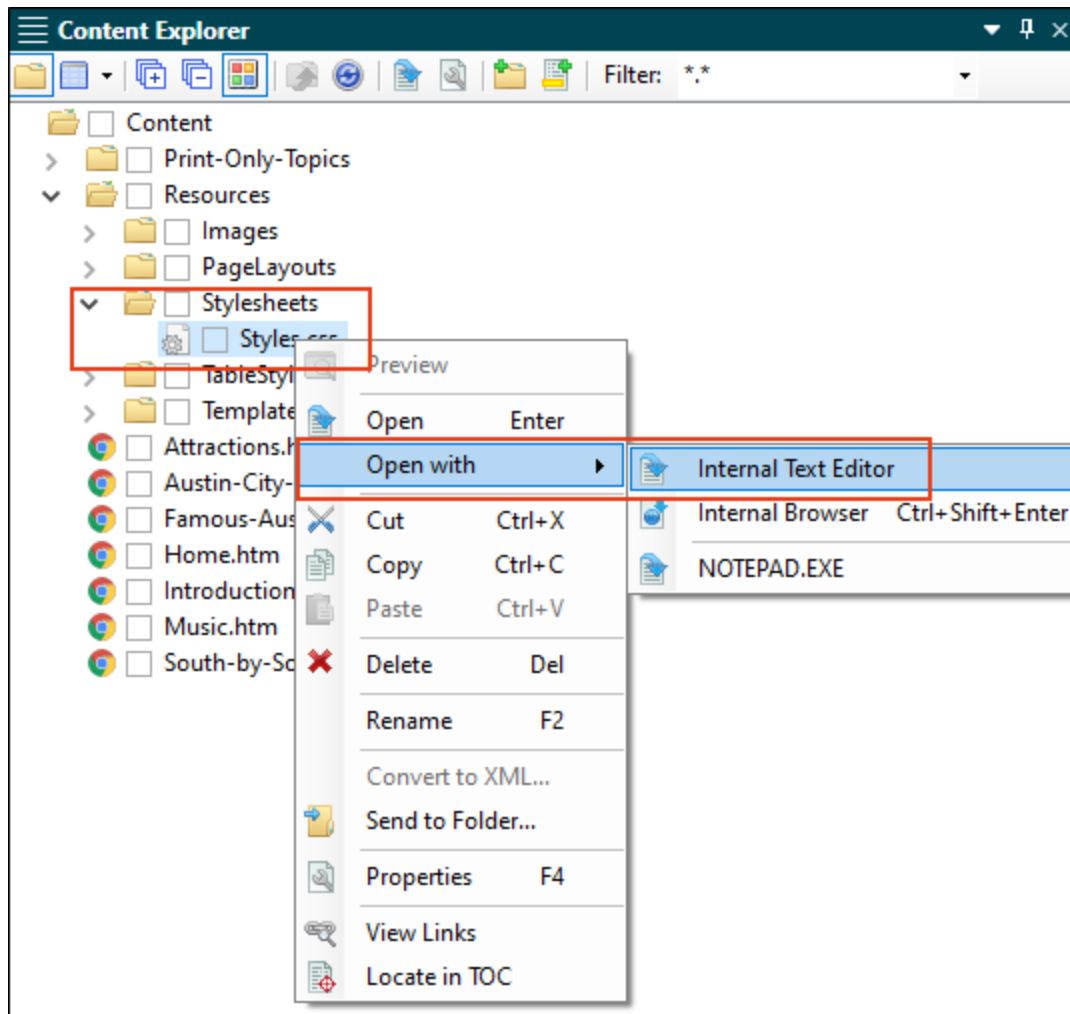 Content Explorer
Filter: *.*
Content
Print-Only-Topics
Resources
Images
PageLayouts
Stylesheets
Styles.css
TableStyl
Template
Attractions.h
Austin-City-
Famous-Aus
Home.htm
Introduction
Music.htm
South-by-So
Preview
Open Enter
Open with
Cut Ctrl+X
Copy Ctrl+C
Paste Ctrl+V
Delete Del
Rename F2
Convert to XML...
Send to Folder...
Properties F4
View Links
Locate in TOC
Internal Text Editor
Internal Browser Ctrl+Shift+Enter
NOTEPAD.EXE